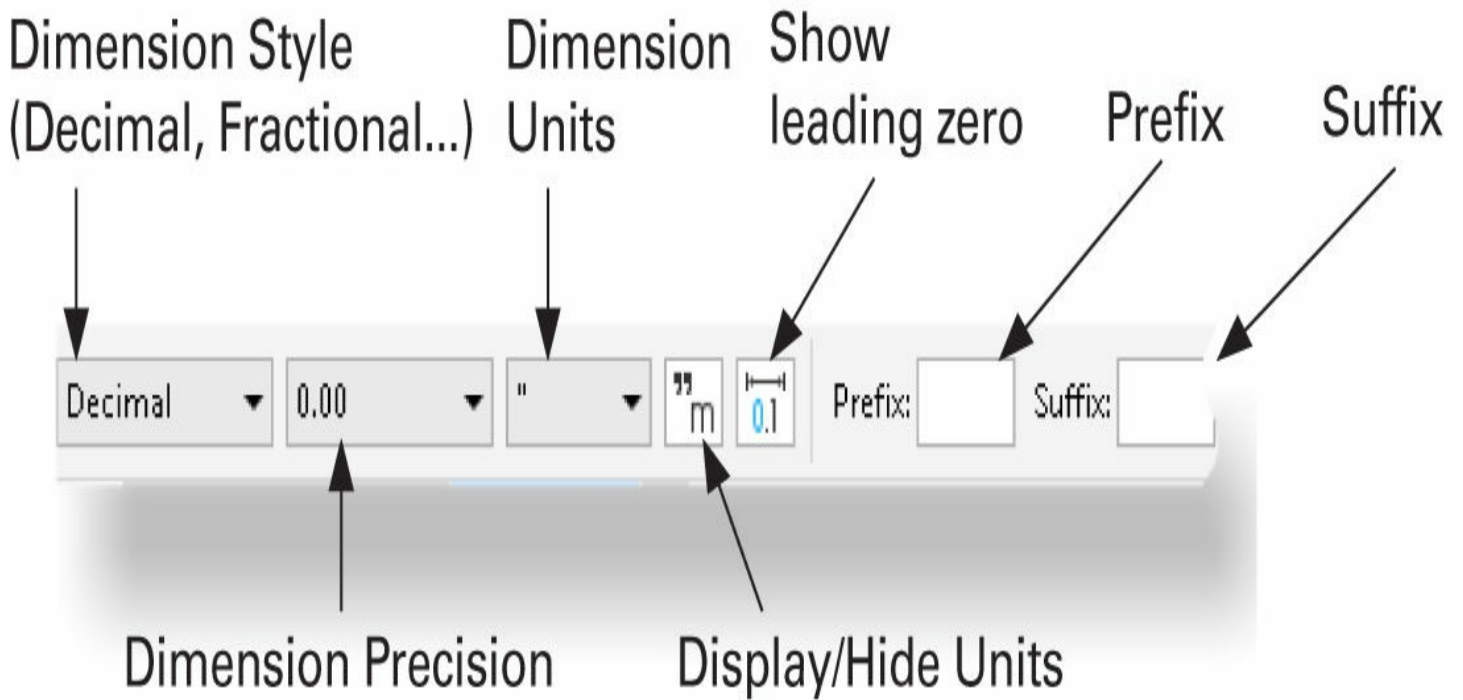 Dimension Style
(Decimal, Fractional...)
Dimension
Units
Show
leading zero
Prefix
Suffix
Decimal
0.00
"
"m
0.1
Prefix:
Suffix:
Dimension Precision
Display/Hide Units